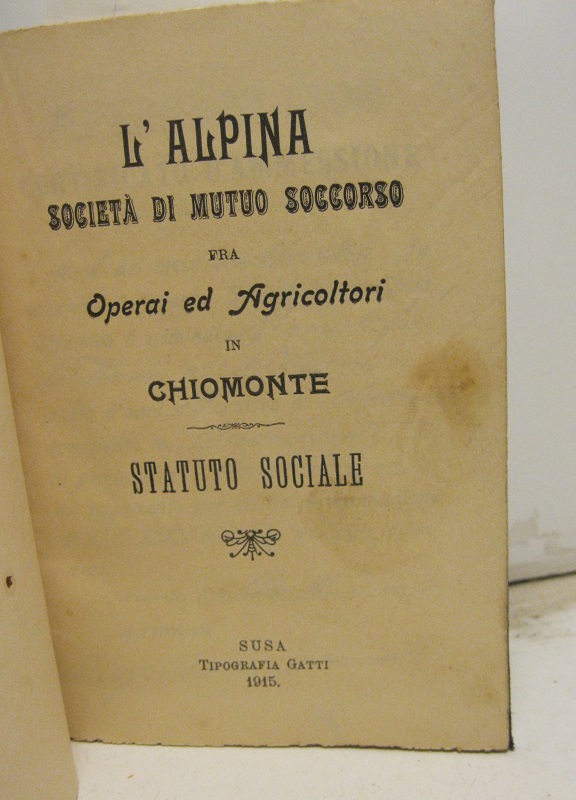 L' ALPINA
SOCIETÀ DI MUTUO SOCCORSO
FRA
Operai ed Agricoltori
IN
CHIOMONTE
STATUTO SOCIALE
SUSA
TIPOGRAFIA GATTI
1915.